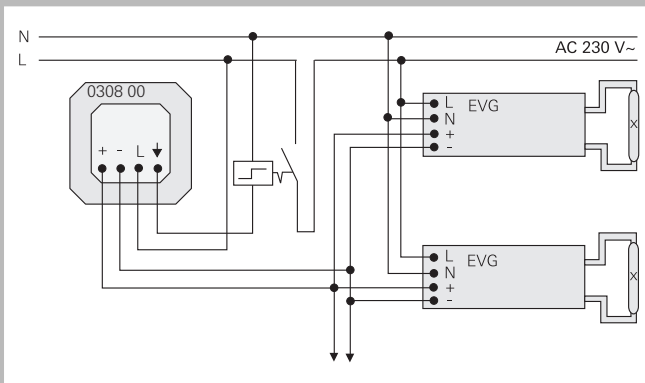 N
L
AC 230 V~
0308 00
+ - L
L EVG
N
+
-
X
L EVG
N
+
-
X